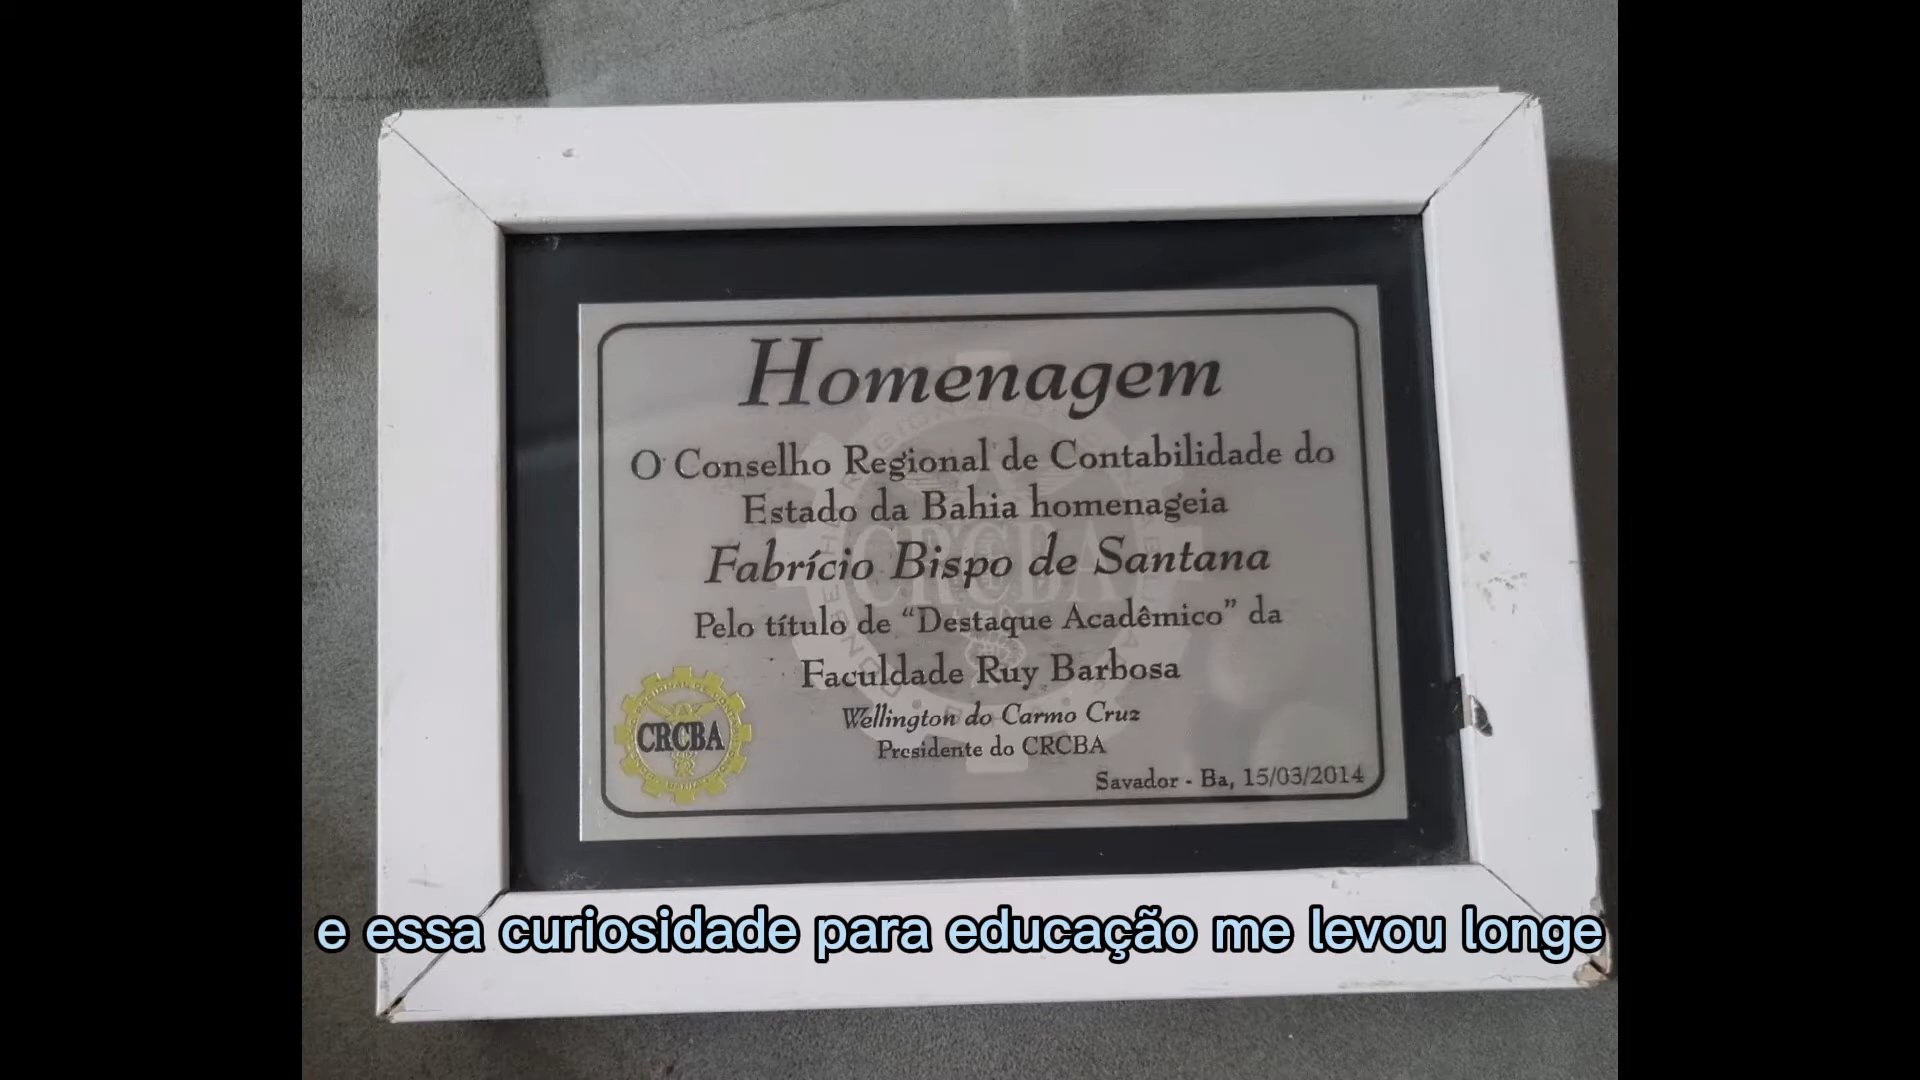 Homenagem
O Conselho Regional de Contabilidade do
Estado da Bahia homenageia
Fabrício Bispo de Santana
Pelo título de “Destaque Acadêmico” da
Faculdade Ruy Barbosa
Wellington do Carmo Cruz
Presidente do CRCBA
CRCBA
Savador - Ba, 15/03/2014
e essa curiosidade para educação me levou longe